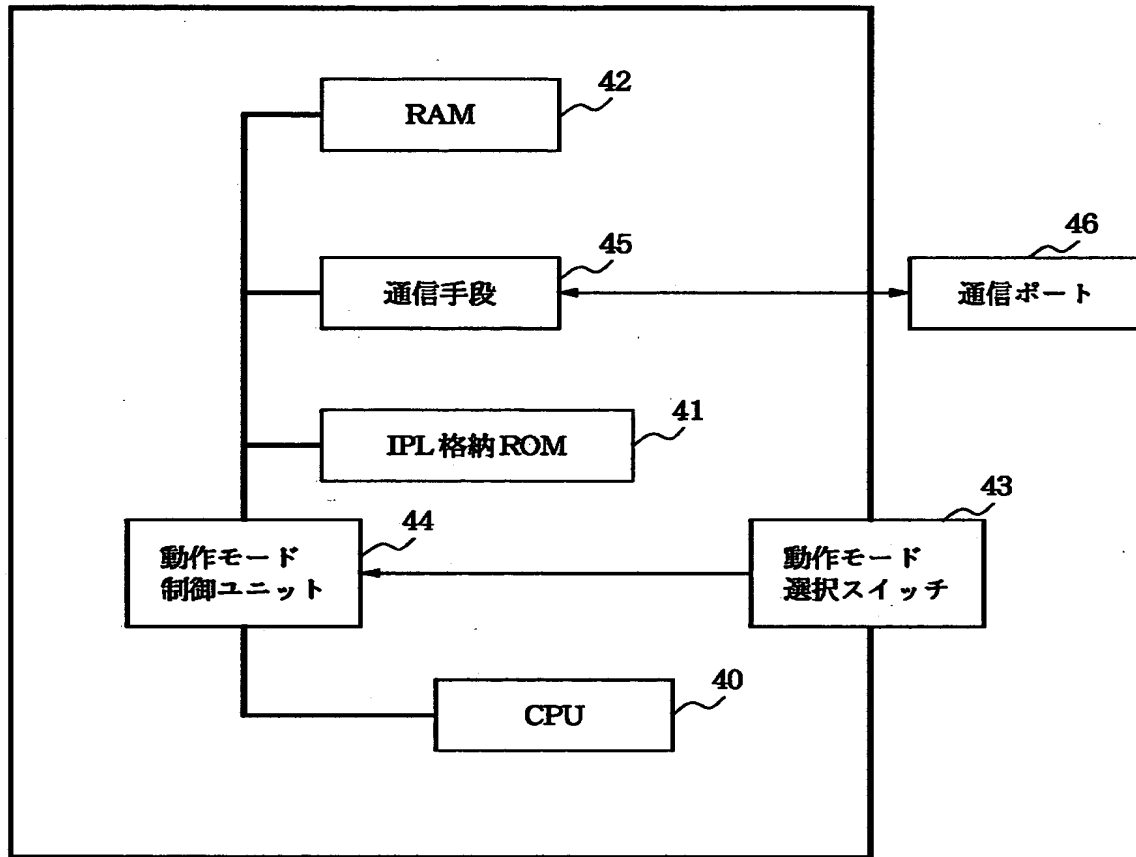 42
RAM
45
46
通信手段
通信ポート
41
IPL格納ROM
43
44
動作モード
制御ユニット
動作モード
選択スイッチ
40
CPU